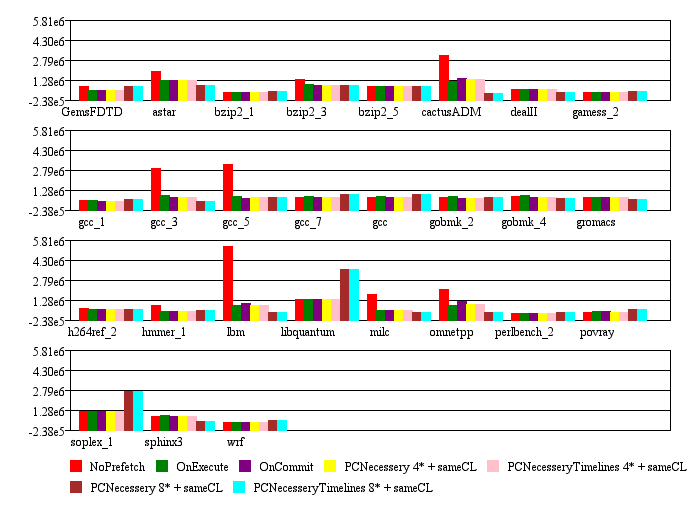 5.81e6
4.30e6
2.79e6
1.28e6
-2.38e5
GemsFDTD astar bzip2_1 bzip2_3 bzip2_5 cactusADM dealII gamess_2
5.81e6
4.30e6
2.79e6
1.28e6
-2.38e5
gcc_1 gcc_3 gcc_5 gcc_7 gcc gobmk_2 gobmk_4 gromacs
5.81e6
4.30e6
2.79e6
1.28e6
-2.38e5
h264ref_2 hmmer_1 lbm libquantum milc omnetpp perlbench_2 povray
5.81e6
4.30e6
2.79e6
1.28e6
-2.38e5
soplex_1 sphinx3 wrf
NoPrefetch OnExecute OnCommit PCNecessery 4* + sameCL PCNecesseryTimelines 4* + sameCL
PCNecessery 8* + sameCL PCNecesseryTimelines 8* + sameCL